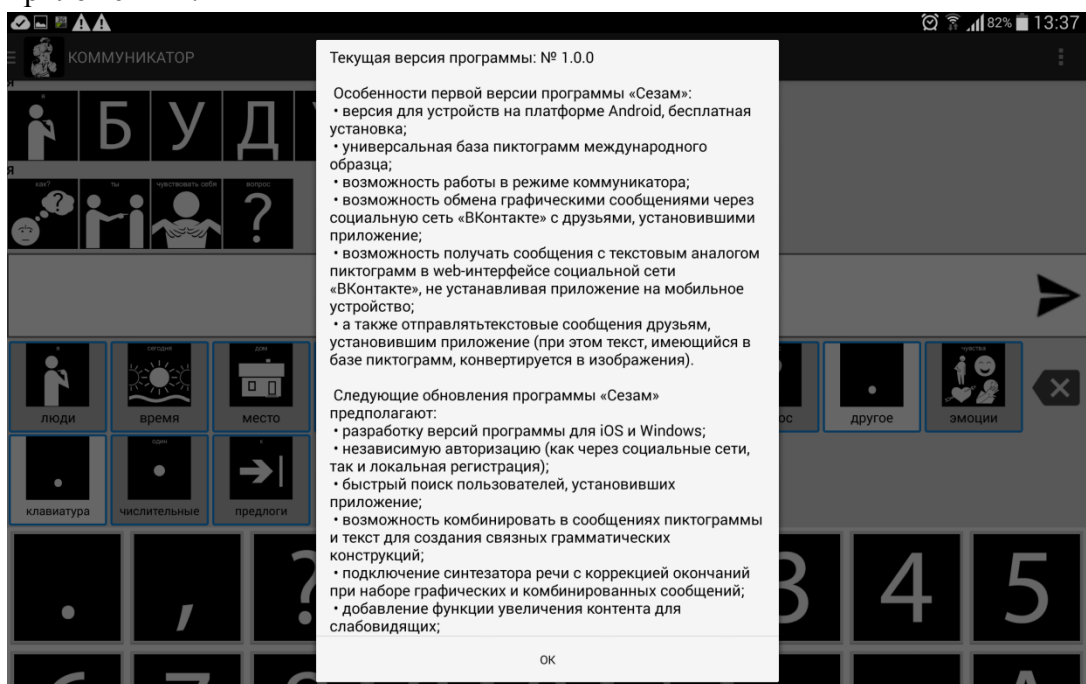 82% 13:37
КОММУНИКАТОР
я
Б У Д
я
как? ты чувствовать себя вопрос
?
Текущая версия программы: № 1.0.0
Особенности первой версии программы «Сезам»:
• версия для устройств на платформе Android, бесплатная
установка;
• универсальная база пиктограмм международного
образца;
• возможность работы в режиме коммуникатора;
• возможность обмена графическими сообщениями через
социальную сеть «ВКонтакте» с друзьями, установившими
приложение;
• возможность получать сообщения с текстовым аналогом
пиктограмм в web-интерфейсе социальной сети
«ВКонтакте», не устанавливая приложение на мобильное
устройство;
• а также отправлятьтекстовые сообщения друзьям,
установившим приложение (при этом текст, имеющийся в
базе пиктограмм, конвертируется в изображения).
Следующие обновления программы «Сезам»
предполагают:
• разработку версий программы для iOS и Windows;
• независимую авторизацию (как через социальные сети,
так и локальная регистрация);
• быстрый поиск пользователей, установивших
приложение;
• возможность комбинировать в сообщениях пиктограммы
и текст для создания связных грамматических
конструкций;
• подключение синтезатора речи с коррекцией окончаний
при наборе графических и комбинированных сообщений;
• добавление функции увеличения контента для
слабовидящих;
ОК
я сегодня дом чувства
люди время место другое эмоции
. один к
клавиатура числительные предлоги
. , ? 3 4 5